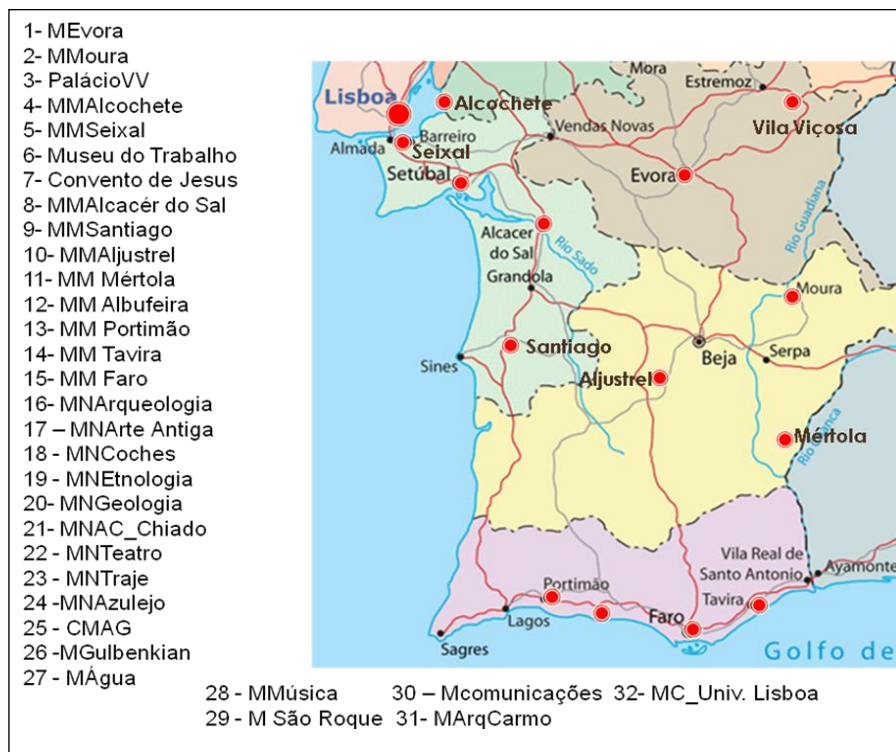 1- MEvora
2- MMoura
3- PalácioVV
4- MMAlcochete
5- MMSeixal
6- Museu do Trabalho
7- Convento de Jesus
8- MMAlcacér do Sal
9- MMSantiago
10- MMAljustrel
11- MM Mértola
12- MM Albufeira
13- MM Portimão
14- MM Tavira
15- MM Faro
16- MNArqueologia
17 – MNArte Antiga
18 - MNCoches
19 - MNEtnologia
20- MNGeologia
21- MNAC_Chiado
22 - MNTeatro
23 - MNTraje
24 -MNAzulejo
25 - CMAG
26 -MGulbenkian
27 - MÁgua
28 - MMúsica 30 – Mcomunicações 32- MC_Univ. Lisboa
29 - M São Roque 31- MArqCarmo
Mora
Estremoz
Lisboa
Alcochete
Vila Viçosa
Vendas Novas
Barreiro
Almada
Seixal
Setúbal
Evora
Rio Guadiana
Alcacer
do Sal
Rio Sado
Grandola
Moura
Santiago
Beja
Serpa
Sines
Aljustrel
Mértola
Vila Real de
Santo Antonio
Ayamonte
Portimão
Tavira
Lagos
Faro
Sagres
Golfo de